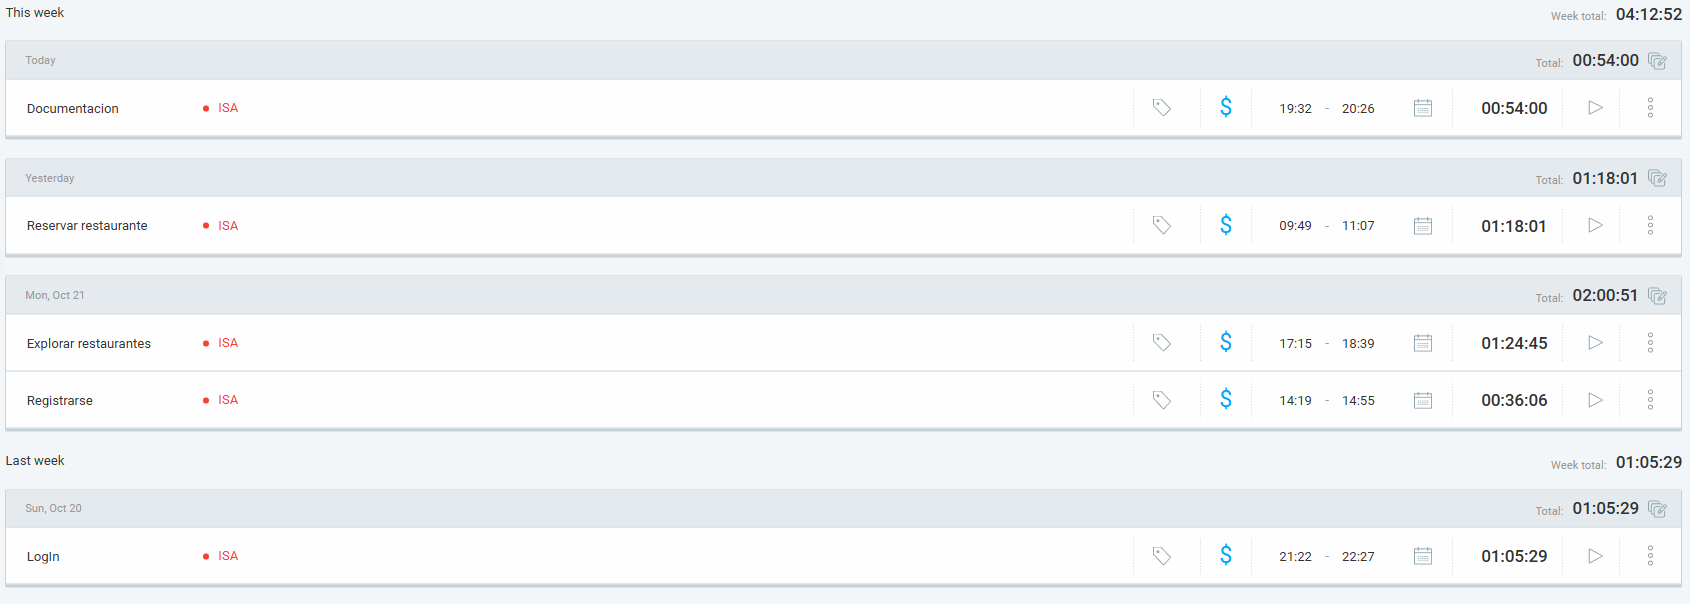 This week Week total: 04:12:52
Today Total: 00:54:00
Documentacion ISA $ 19:32 - 20:26 00:54:00
Yesterday Total: 01:18:01
Reservar restaurante ISA $ 09:49 - 11:07 01:18:01
Mon, Oct 21 Total: 02:00:51
Explorar restaurantes ISA $ 17:15 - 18:39 01:24:45
Registrarse ISA $ 14:19 - 14:55 00:36:06
Last week Week total: 01:05:29
Sun, Oct 20 Total: 01:05:29
LogIn ISA $ 21:22 - 22:27 01:05:29